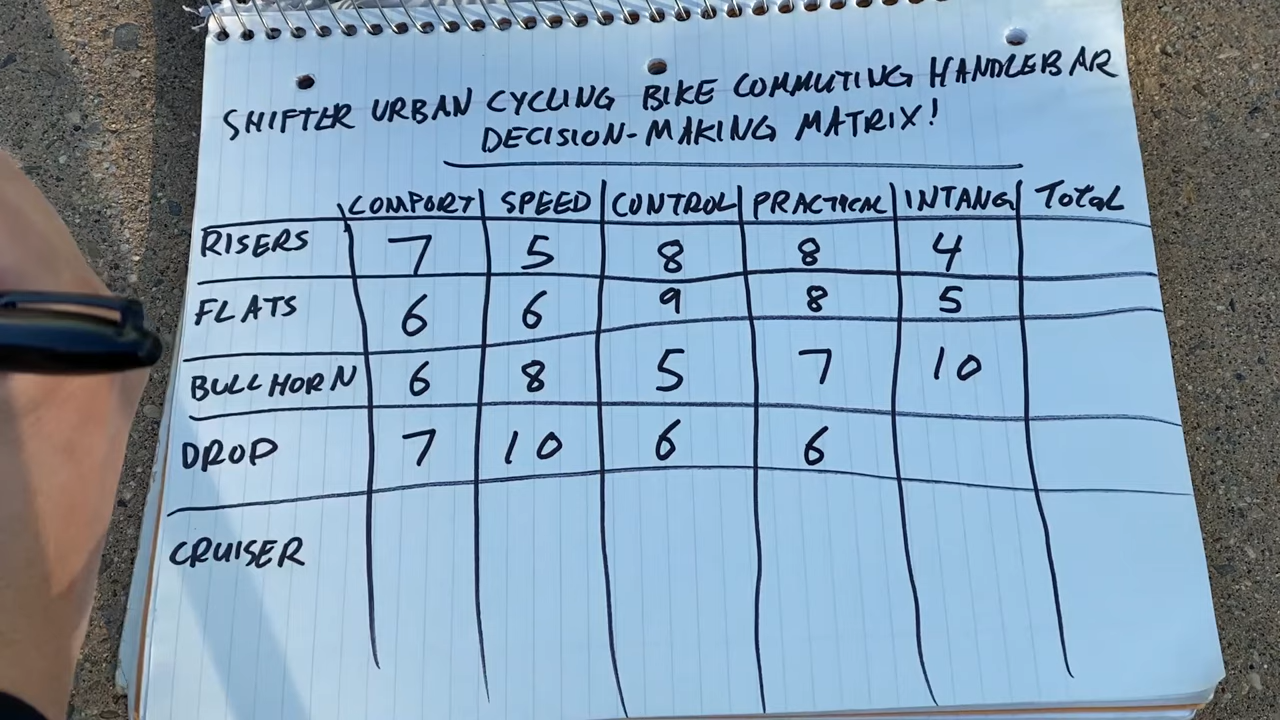 SHIFTER URBAN CYCLING BIKE COMMUTING HANDLEBAR
DECISION-MAKING MATRIX!
COMFORT SPEED CONTROL PRACTICAL INTANG Total
RISERS 7 5 8 8 4
FLATS 6 6 9 8 5
BULLHORN 6 8 5 7 10
DROP 7 10 6 6
CRUISER